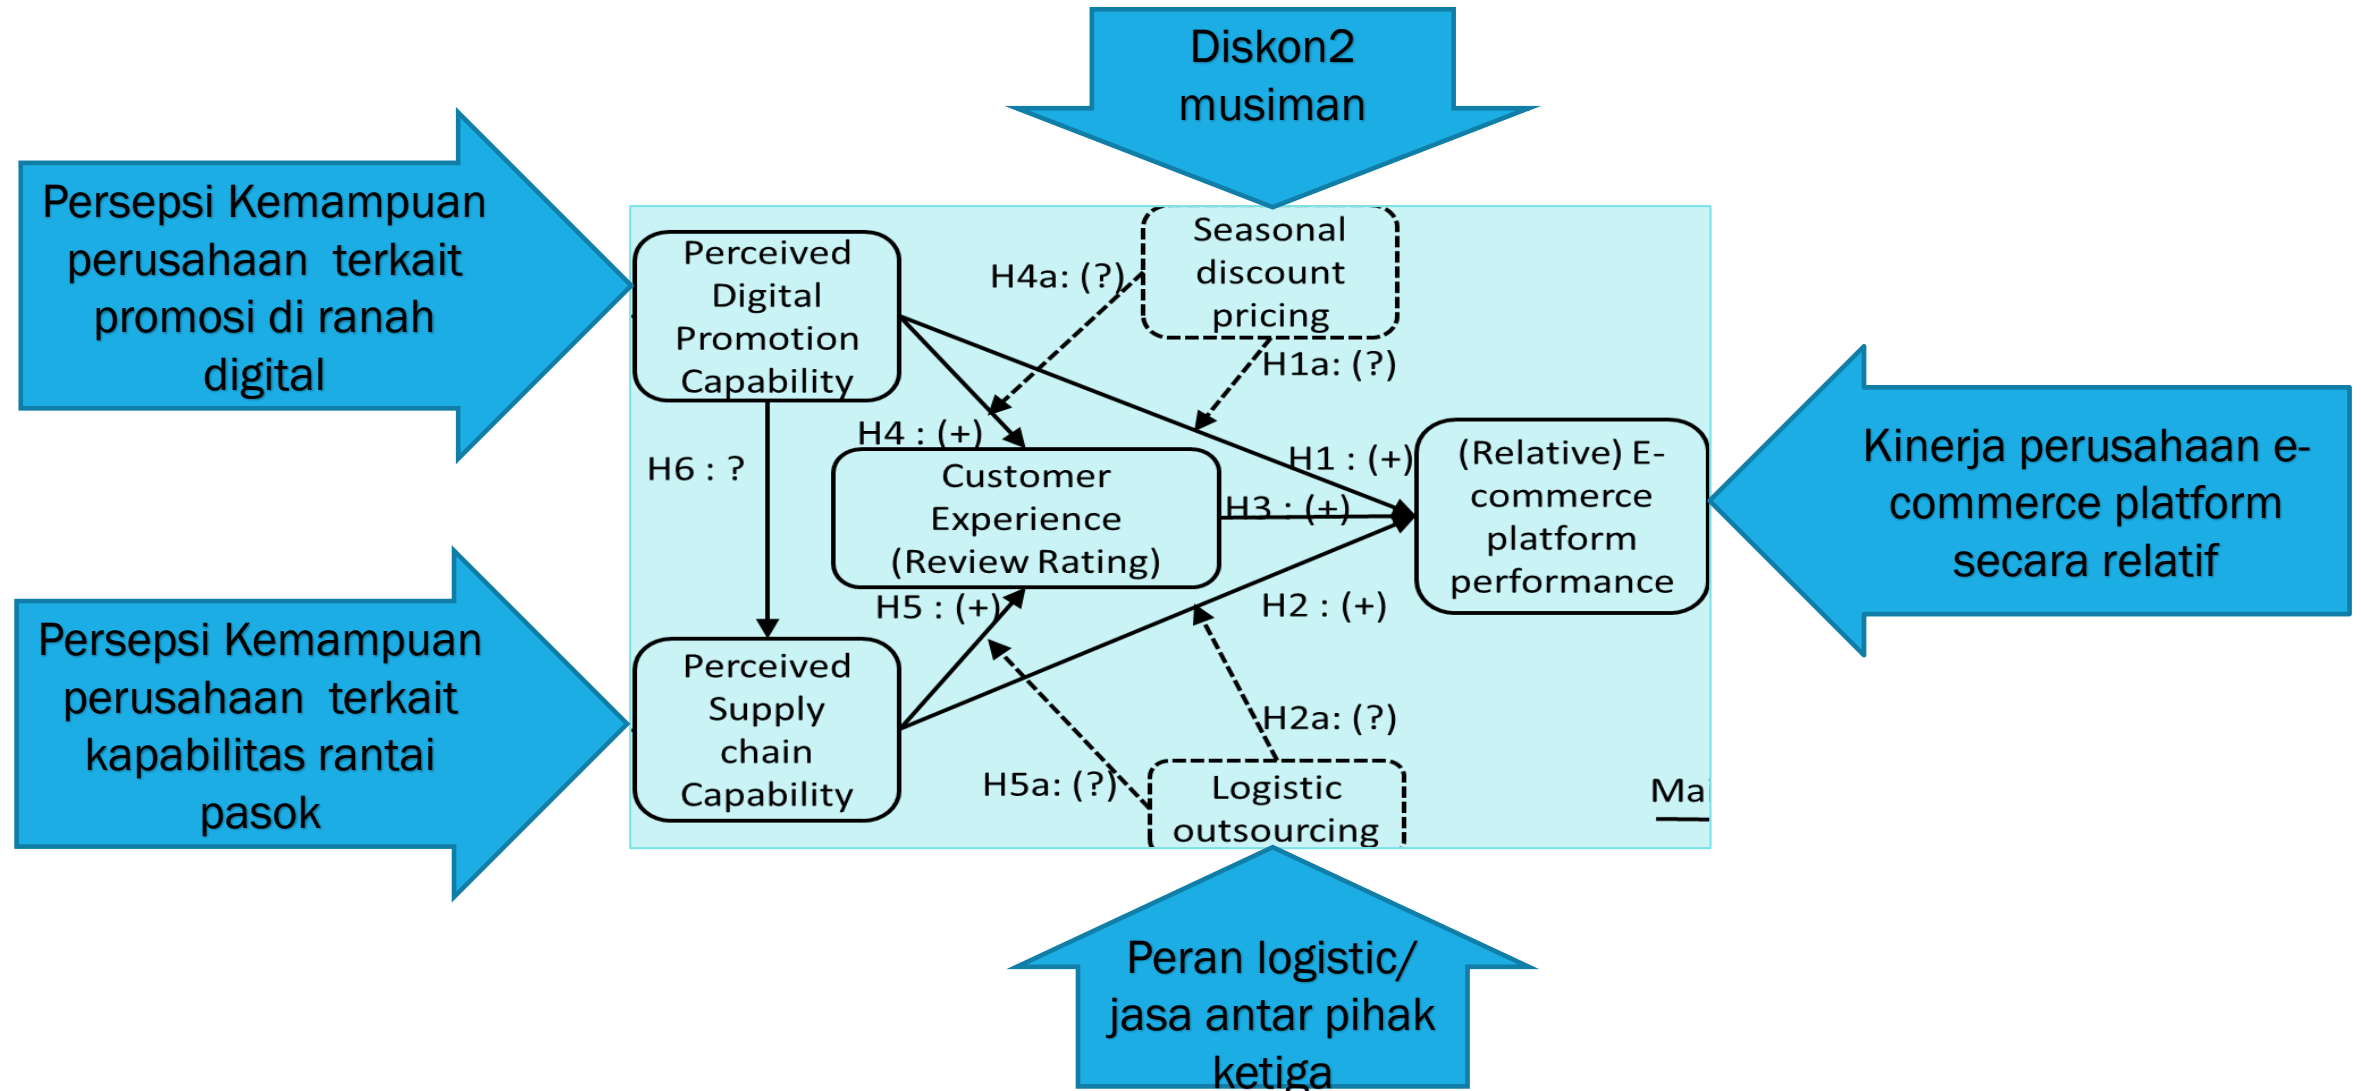 Diskon2
musiman
Persepsi Kemampuan
perusahaan terkait
promosi di ranah
digital
Perceived
Digital
Promotion
Capability
H4a: (?)
Seasonal
discount
pricing
H1a: (?)
H4 : (+)
H6 : ?
Customer
Experience
(Review Rating)
H1 : (+)
H3 : (+)
(Relative) E-
commerce
platform
performance
Kinerja perusahaan e-
commerce platform
secara relatif
H5 : (+)
H2 : (+)
Persepsi Kemampuan
perusahaan terkait
kapabilitas rantai
pasok
Perceived
Supply
chain
Capability
H2a: (?)
H5a: (?)
Logistic
outsourcing
Peran logistic/
jasa antar pihak
ketiga